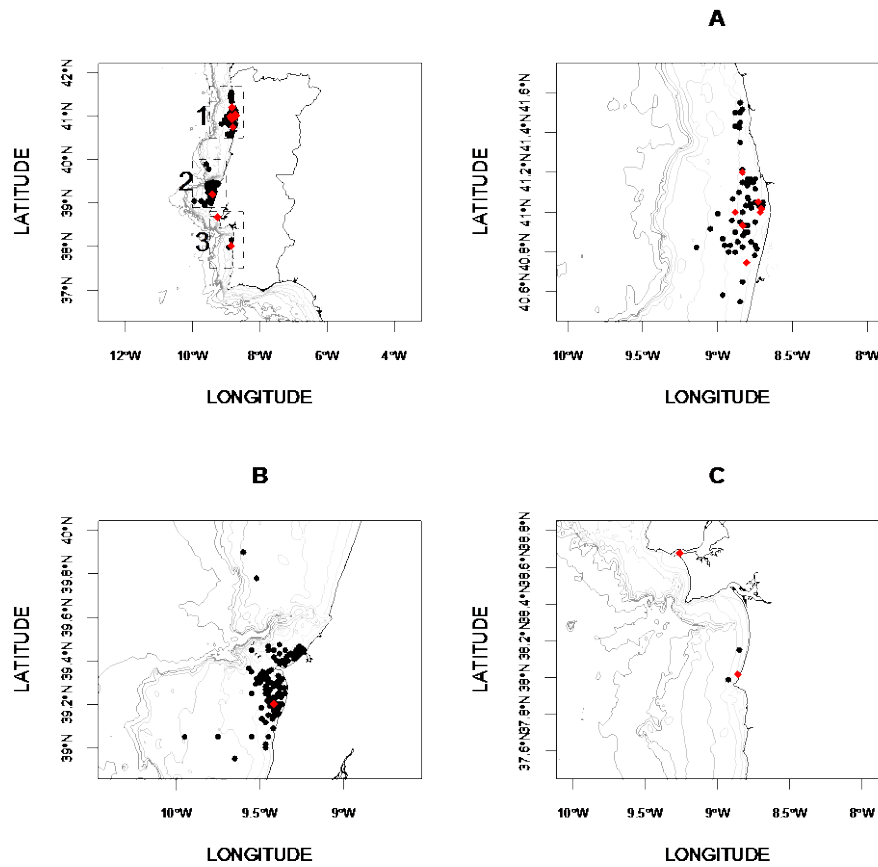 A
LATITUDE
42°N
41°N
40°N
39°N
38°N
37°N
1
2
3
12°W 10°W 8°W 6°W 4°W
LONGITUDE
LATITUDE
41.6°N
41.4°N
41.2°N
41°N
40.8°N
40.6°N
10°W 9.5°W 9°W 8.5°W 8°W
LONGITUDE
B
C
LATITUDE
40°N
39.8°N
39.6°N
39.4°N
39.2°N
39°N
10°W 9.5°W 9°W
LONGITUDE
LATITUDE
38.8°N
38.6°N
38.4°N
38.2°N
38°N
37.8°N
37.6°N
10°W 9.5°W 9°W 8.5°W 8°W
LONGITUDE